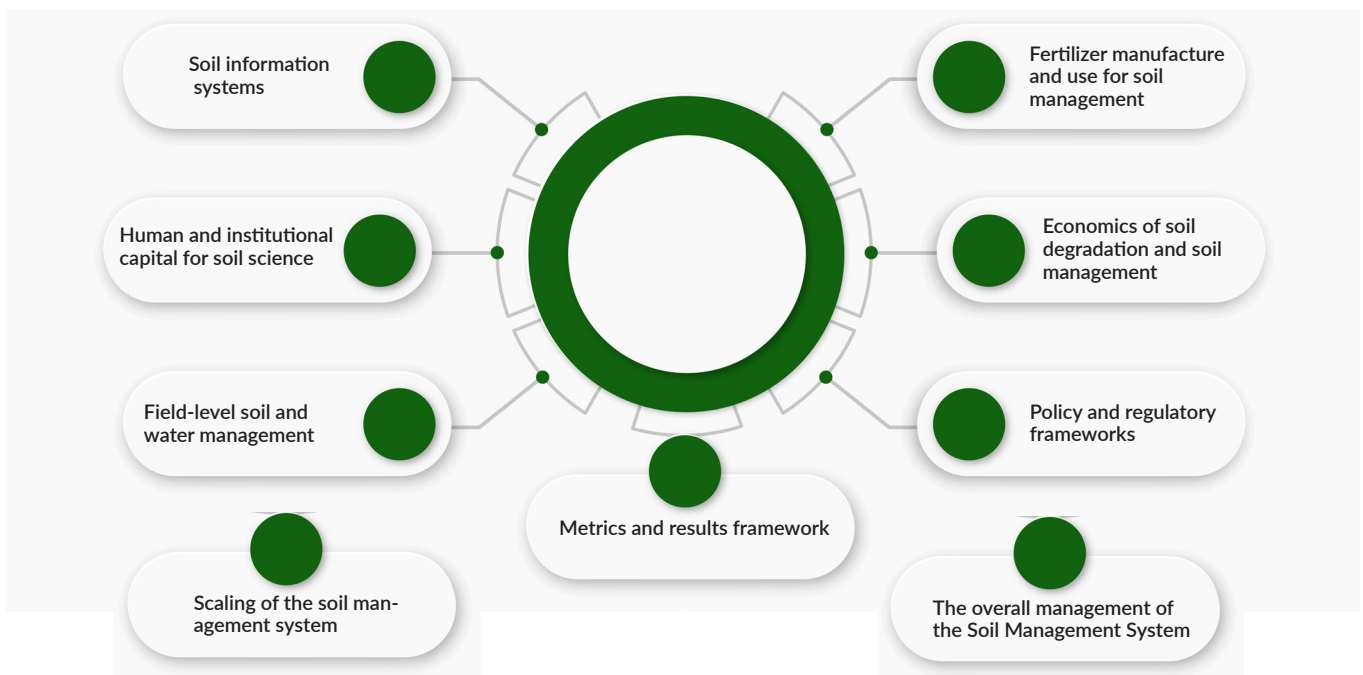 Soil information
systems
Fertilizer manufacture
and use for soil
management
Human and institutional
capital for soil science
Economics of soil
degradation and soil
management
Field-level soil and
water management
Policy and regulatory
frameworks
Metrics and results framework
Scaling of the soil man-
agement system
The overall management of
the Soil Management System